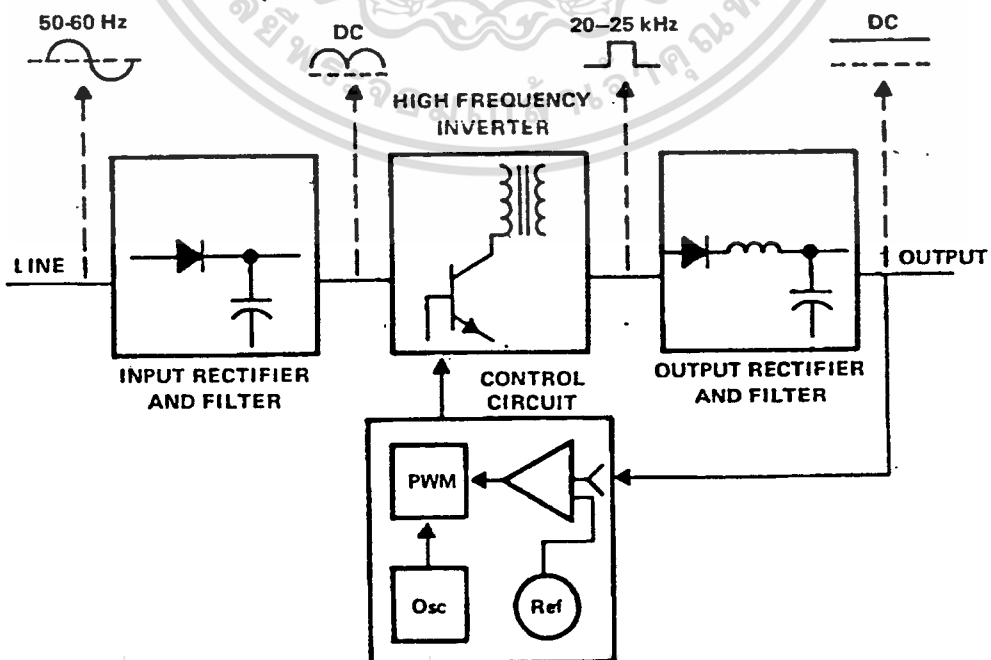 50-60 Hz
DC
20–25 kHz
DC
HIGH FREQUENCY
INVERTER
LINE
OUTPUT
INPUT RECTIFIER
AND FILTER
CONTROL
CIRCUIT
OUTPUT RECTIFIER
AND FILTER
PWM
Osc
Ref